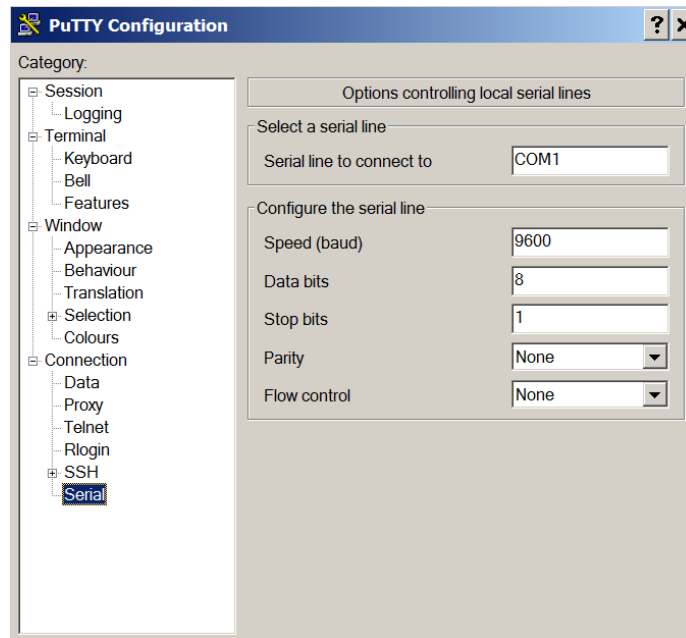 PuTTY Configuration
?
Category:
Session
Logging
Terminal
Keyboard
Bell
Features
Window
Appearance
Behaviour
Translation
Selection
Colours
Connection
Data
Proxy
Telnet
Rlogin
SSH
Serial
Options controlling local serial lines
Select a serial line
Serial line to connect to COM1
Configure the serial line
Speed (baud) 9600
Data bits 8
Stop bits 1
Parity None
Flow control None